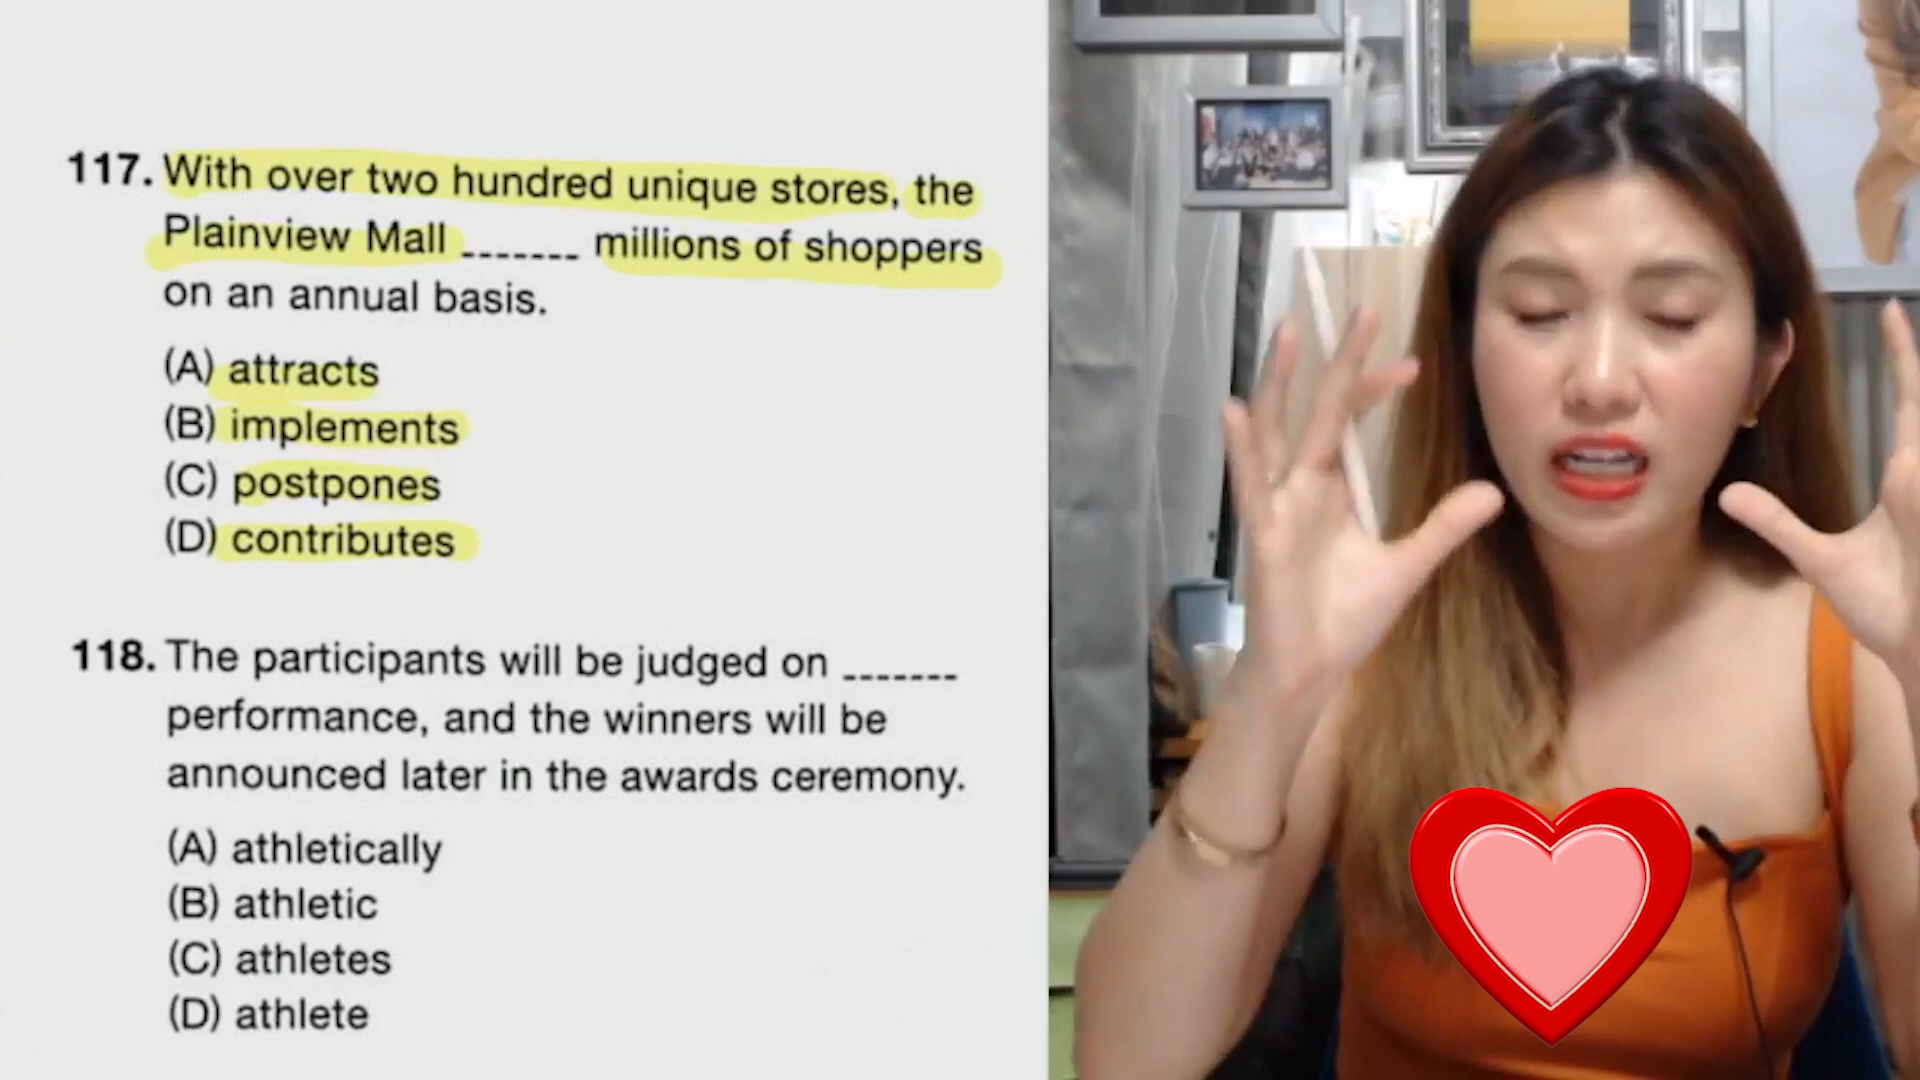 117. With over two hundred unique stores, the
Plainview Mall _______ millions of shoppers
on an annual basis.
(A) attracts
(B) implements
(C) postpones
(D) contributes
118. The participants will be judged on _______
performance, and the winners will be
announced later in the awards ceremony.
(A) athletically
(B) athletic
(C) athletes
(D) athlete